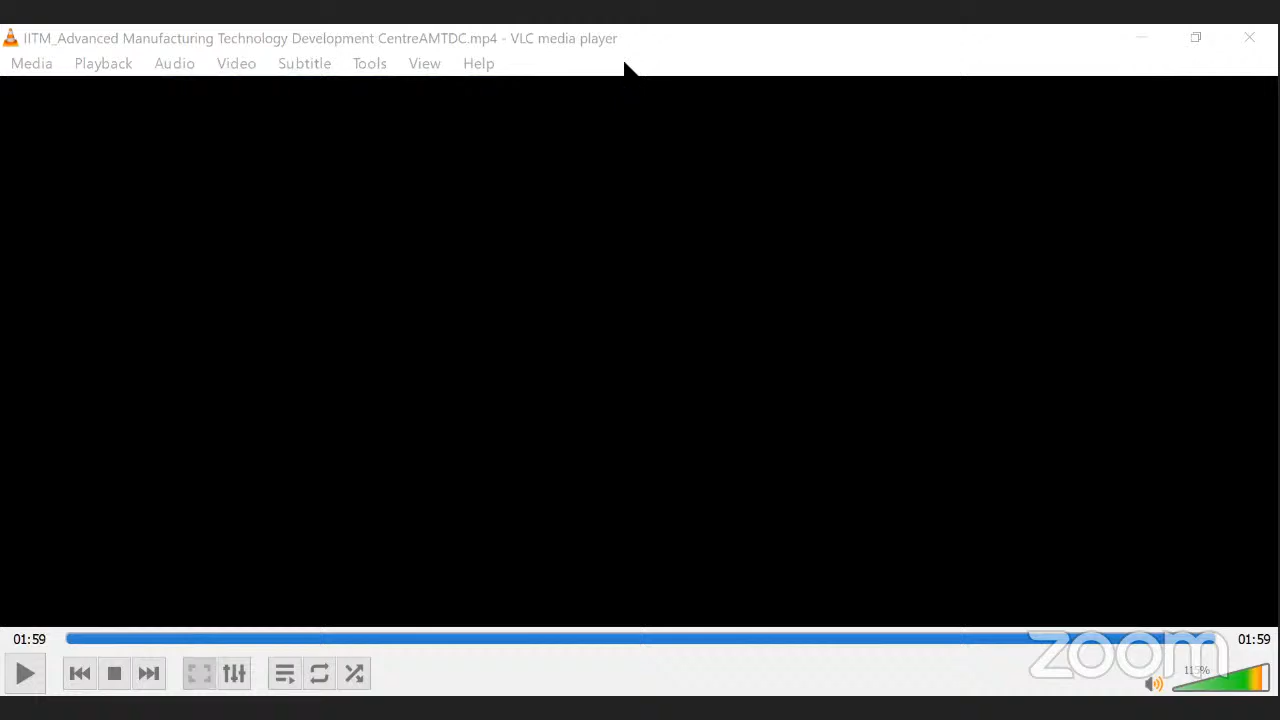 IITM_Advanced Manufacturing Technology Development CentreAMTDC.mp4 - VLC media player
Media Playback Audio Video Subtitle Tools View Help
01:59 01:59
zoom
115%